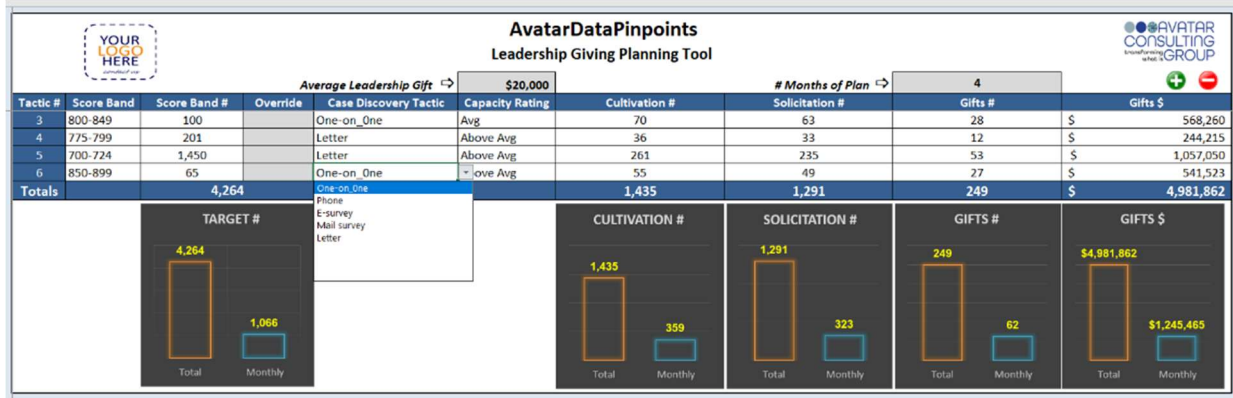 YOUR
LOGO
HERE
AvatarDataPinpoints
Leadership Giving Planning Tool
AVATAR
CONSULTING
GROUP
Average Leadership Gift ⇨ $20,000 # Months of Plan ⇨ 4
Tactic # Score Band Score Band # Override Case Discovery Tactic Capacity Rating Cultivation # Solicitation # Gifts # Gifts $
3 800-849 100 One-on_0ne Avg 70 63 28 $ 568,260
4 775-799 201 Letter Above Avg 36 33 12 $ 244,215
5 700-724 1,450 Letter Above Avg 261 235 53 $ 1,057,050
6 850-899 65 One-on_0ne ove Avg 55 49 27 $ 541,523
Totals 4,264 1,435 1,291 249 $ 4,981,862
One-on_0ne
Phone
E-survey
Mail survey
Letter
TARGET #
4,264
1,066
Total Monthly
CULTIVATION #
1,435
359
Total Monthly
SOLICITATION #
1,291
323
Total Monthly
GIFTS #
249
62
Total Monthly
GIFTS $
$4,981,862
$1,245,465
Total Monthly